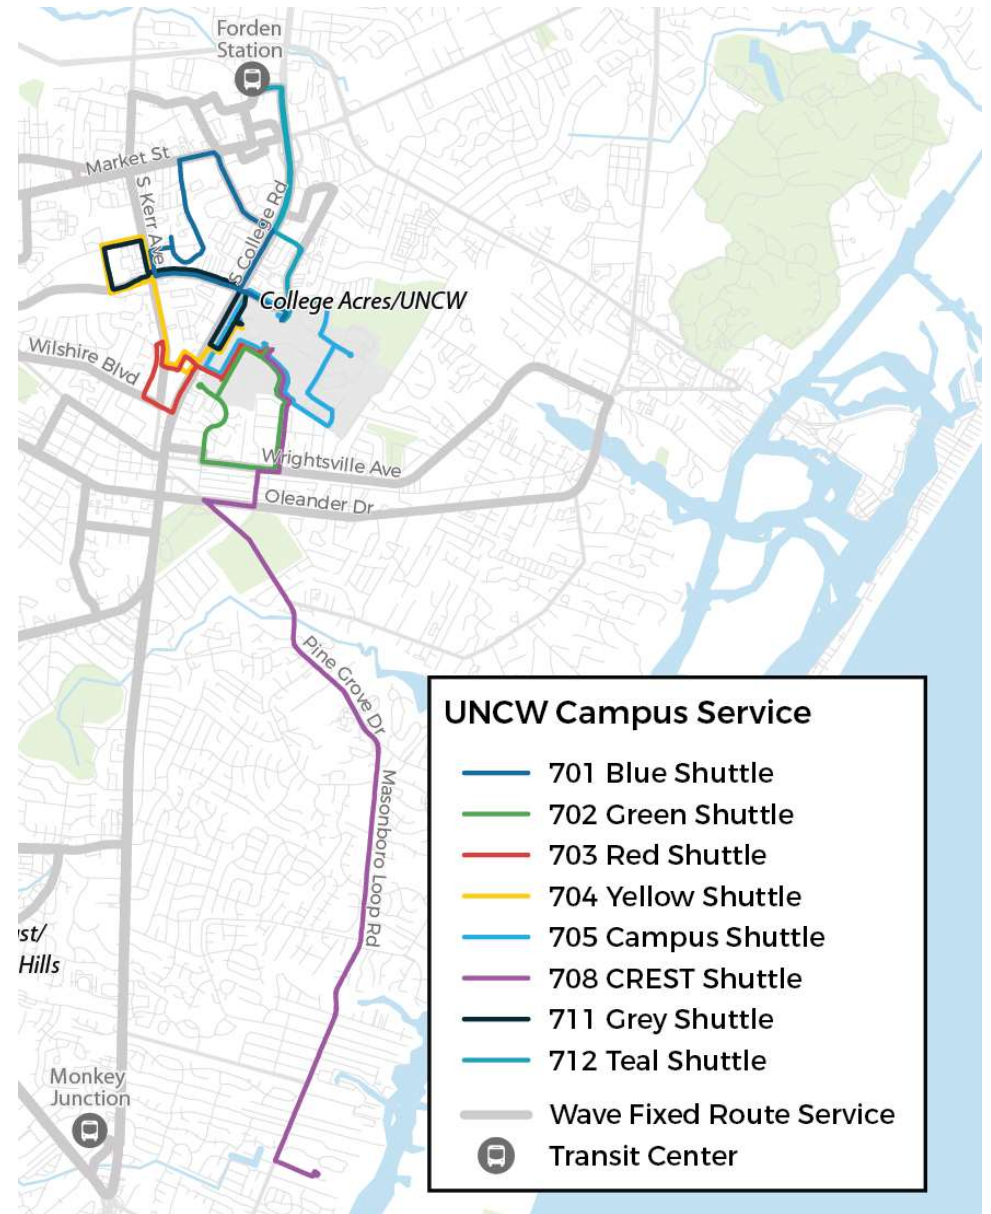 Forden
Station
Market St
S Kerr Ave
S College Rd
College Acres/UNCW
Wilshire Blvd
Wrightsville Ave
Oleander Dr
Pine Grove Dr
Masonboro Loop Rd
UNCW Campus Service
701 Blue Shuttle
702 Green Shuttle
703 Red Shuttle
704 Yellow Shuttle
705 Campus Shuttle
708 CREST Shuttle
711 Grey Shuttle
712 Teal Shuttle
Wave Fixed Route Service
Transit Center
ıst/
Hills
Monkey
Junction